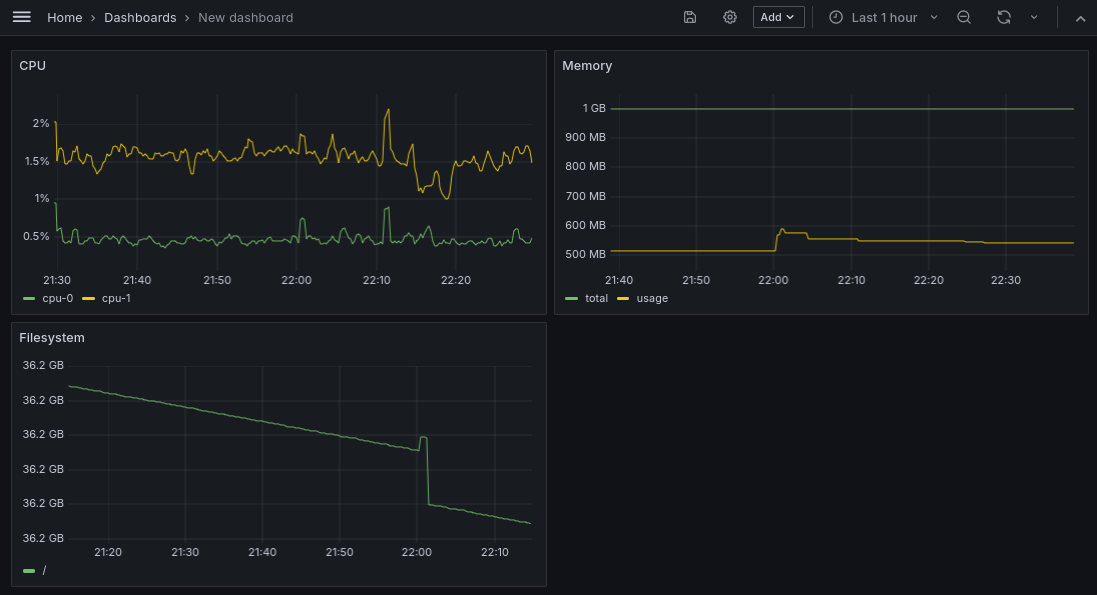 Home › Dashboards › New dashboard Add Last 1 hour
CPU
2%
1.5%
1%
0.5%
21:30 21:40 21:50 22:00 22:10 22:20
cpu-0 cpu-1
Memory
1 GB
900 MB
800 MB
700 MB
600 MB
500 MB
21:40 21:50 22:00 22:10 22:20 22:30
total usage
Filesystem
36.2 GB
36.2 GB
36.2 GB
36.2 GB
36.2 GB
36.2 GB
21:20 21:30 21:40 21:50 22:00 22:10
/